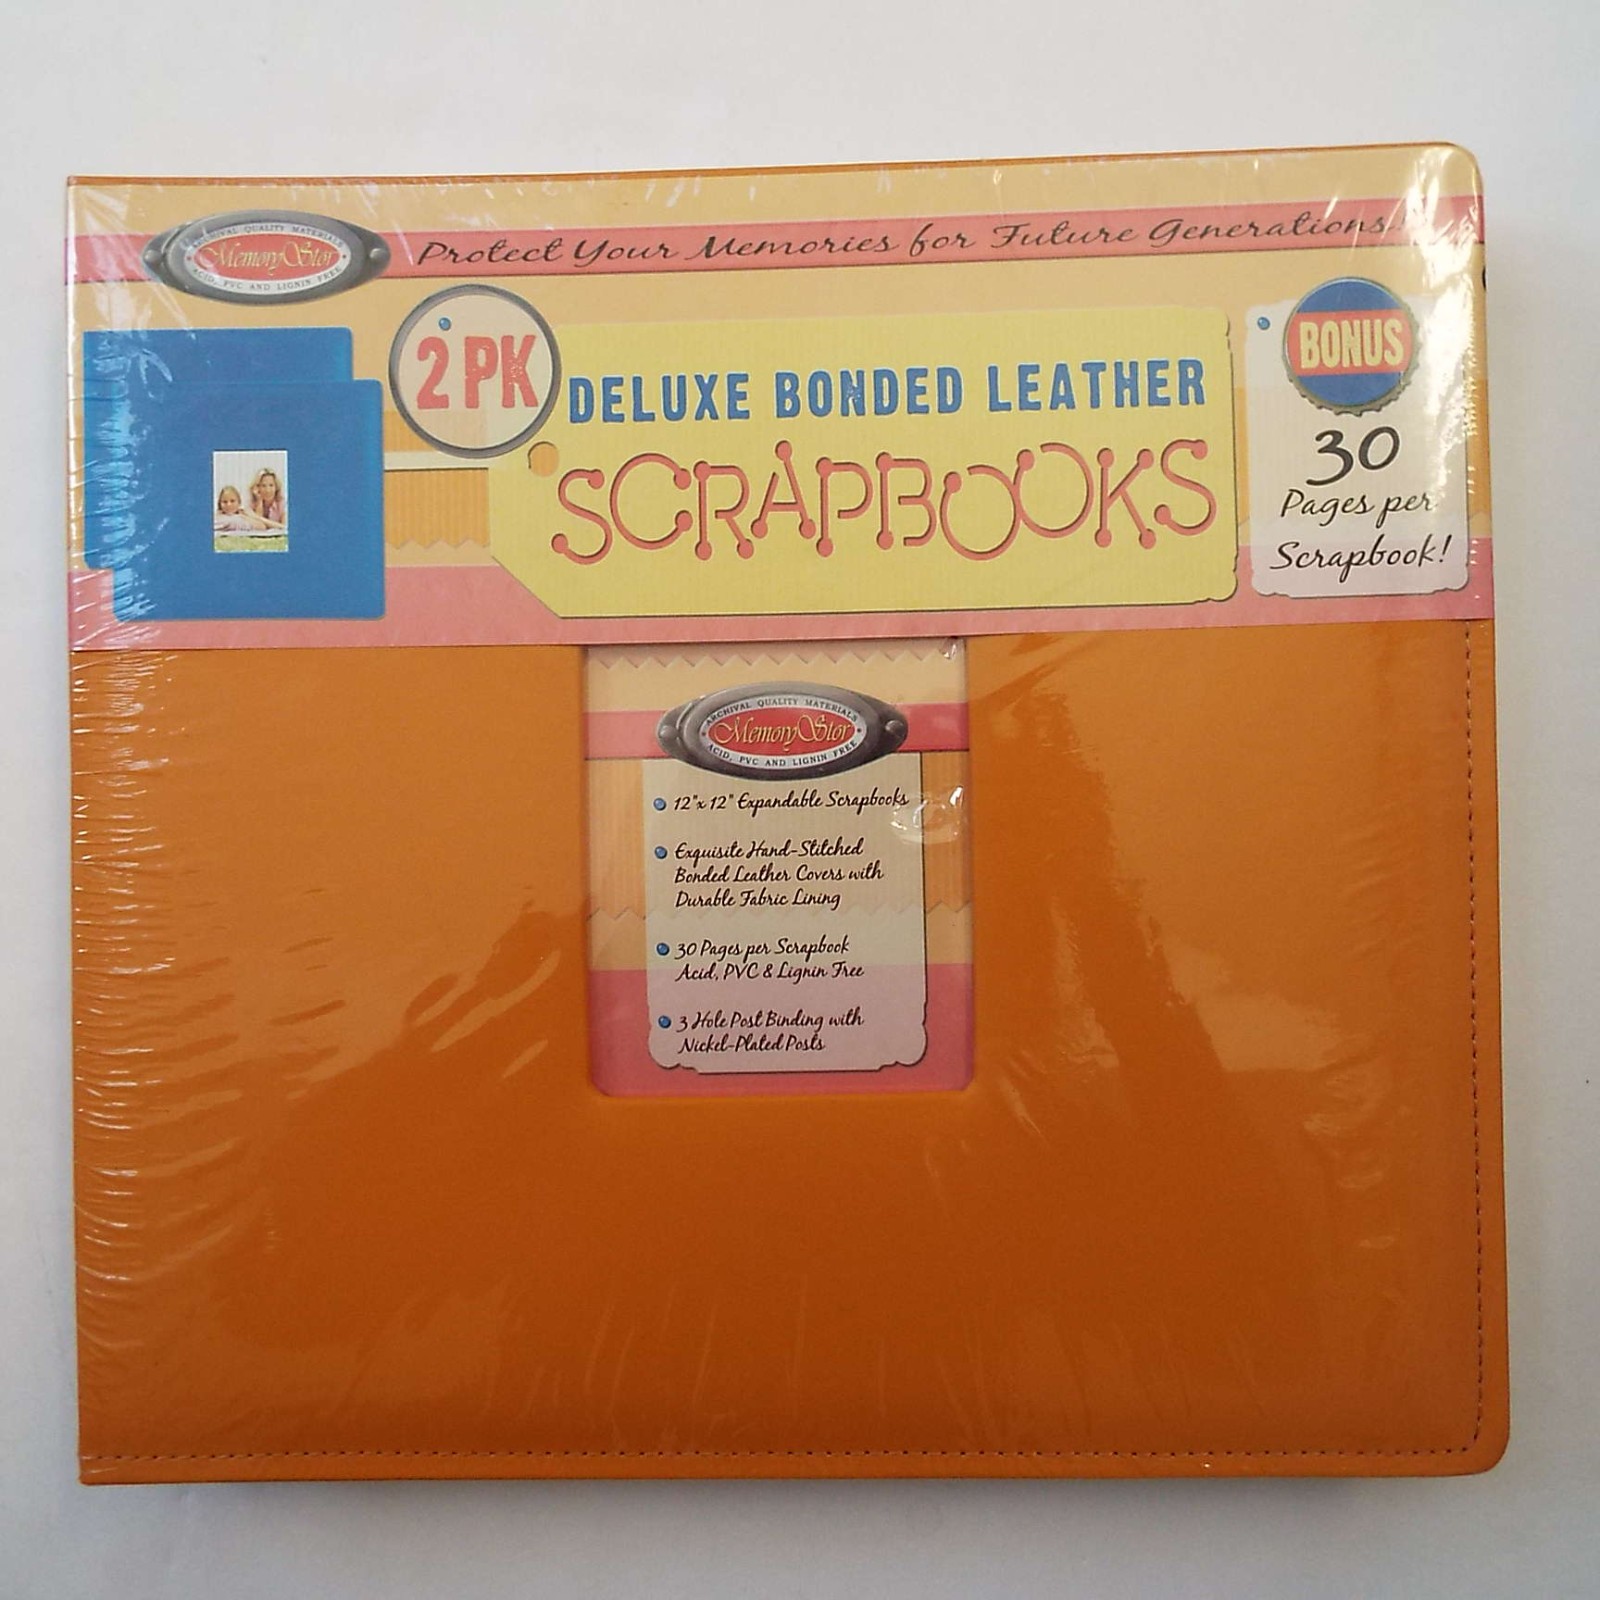 ARCHIVAL QUALITY MATERIALS
MemoryStor
ACID, PVC AND LIGNIN FREE
Protect Your Memories for Future Generations!
2 PK
DELUXE BONDED LEATHER
SCRAPBOOKS
BONUS
30
Pages per
Scrapbook!
ARCHIVAL QUALITY MATERIALS
MemoryStor
ACID, PVC AND LIGNIN FREE
12"x 12" Expandable Scrapbooks
Exquisite Hand-Stitched
Bonded Leather Covers with
Durable Fabric Lining
30 Pages per Scrapbook
Acid, PVC & Lignin Free
3 Hole Post Binding with
Nickel-Plated Posts